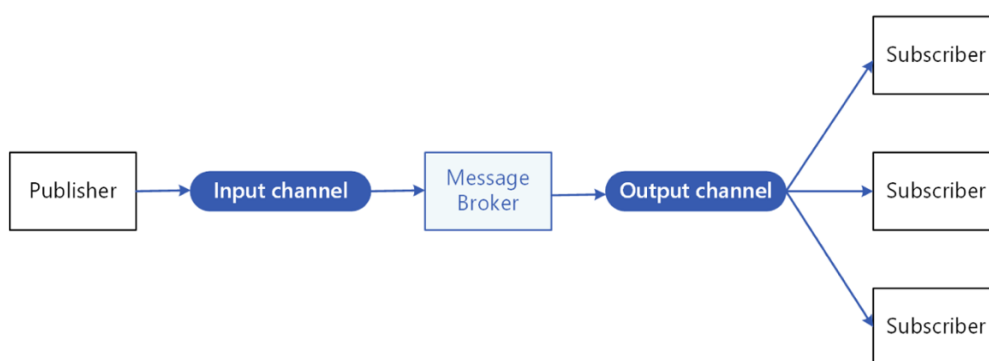 Subscriber
Publisher
Input channel
Message
Broker
Output channel
Subscriber
Subscriber